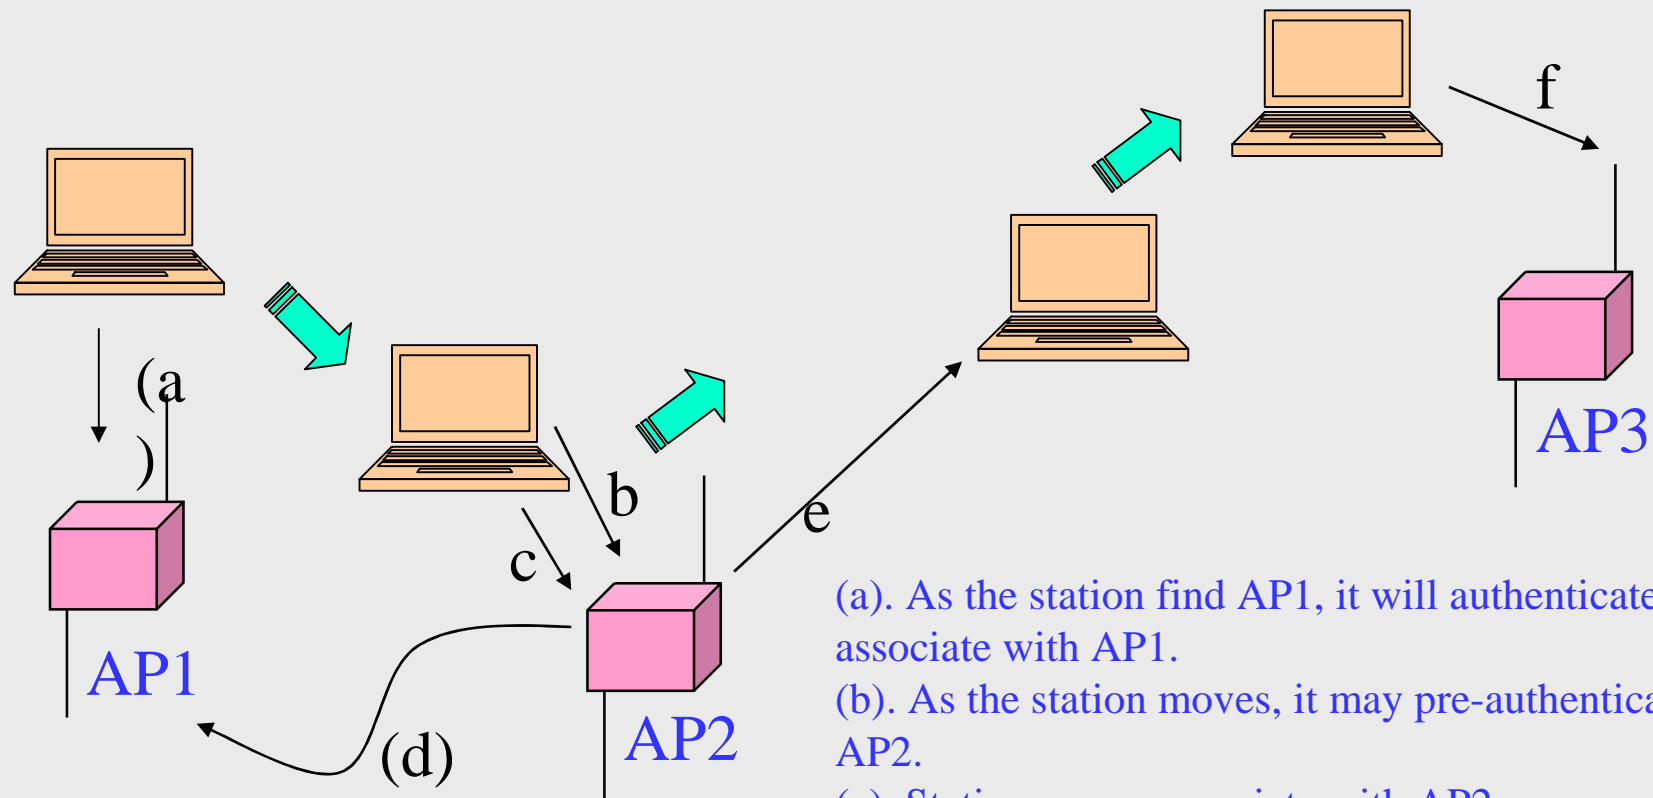 f
(a
)
AP3
b
e
c
AP1
AP2
(d)
(a). As the station find AP1, it will authenticate
associate with AP1.
(b). As the station moves, it may pre-authentica
AP2.